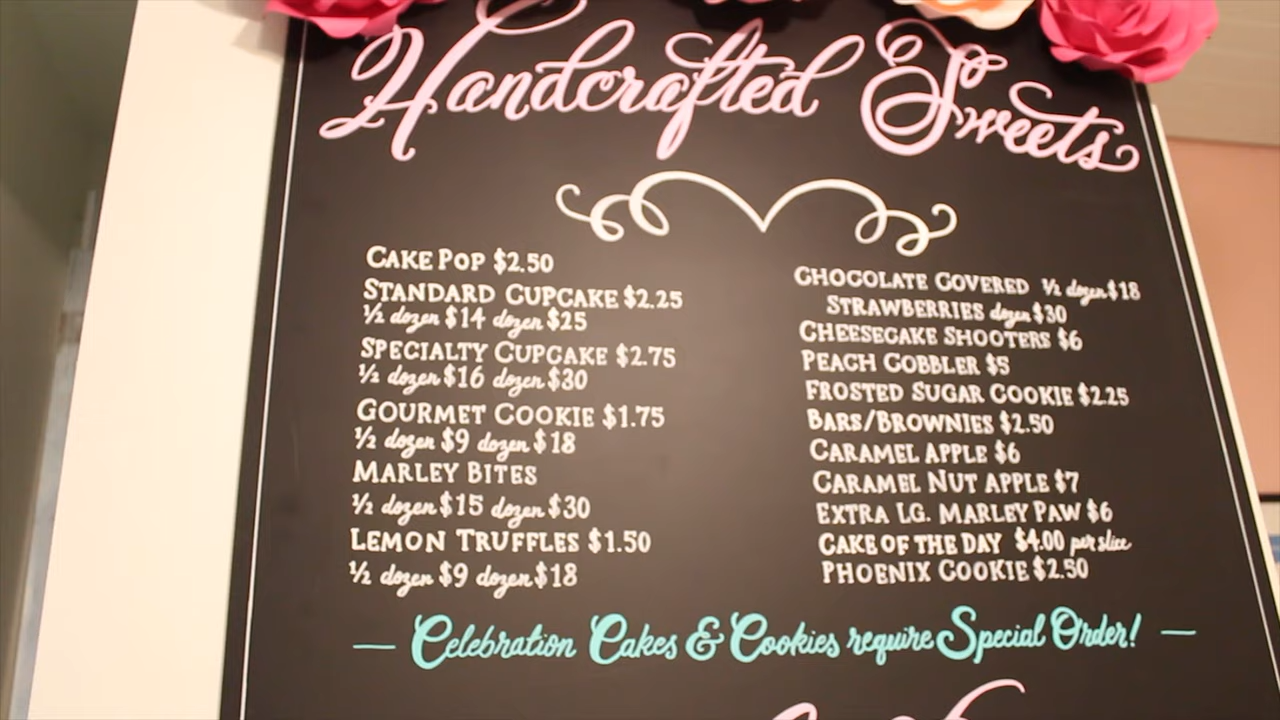 Handcrafted Sweets
CAKE POP $2.50
STANDARD CUPCAKE $2.25
½ dozen $14 dozen $25
SPECIALTY CUPCAKE $2.75
½ dozen $16 dozen $30
GOURMET COOKIE $1.75
½ dozen $9 dozen $18
MARLEY BITES
½ dozen $15 dozen $30
LEMON TRUFFLES $1.50
½ dozen $9 dozen $18
CHOCOLATE COVERED ½ dozen $18
STRAWBERRIES dozen $30
CHEESECAKE SHOOTERS $6
PEACH COBBLER $5
FROSTED SUGAR COOKIE $2.25
BARS/BROWNIES $2.50
CARAMEL APPLE $6
CARAMEL NUT APPLE $7
EXTRA LG. MARLEY PAW $6
CAKE OF THE DAY $4.00 per slice
PHOENIX COOKIE $2.50
— Celebration Cakes & Cookies require Special Order! —